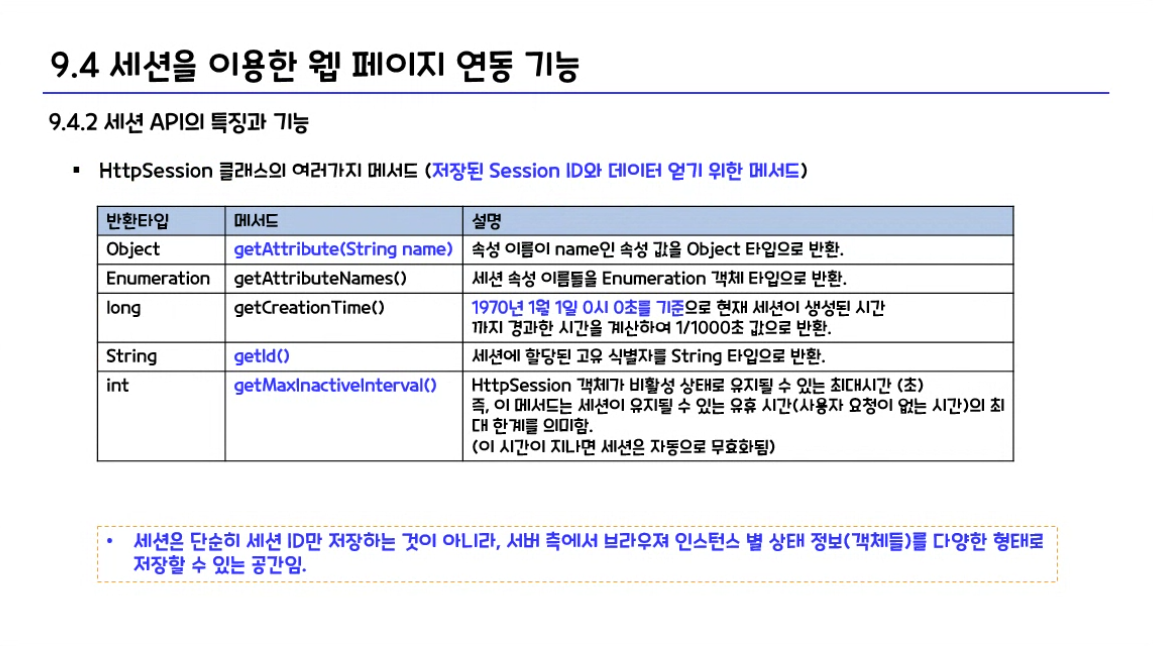 9.4 세션을 이용한 웹 페이지 연동 기능
9.4.2 세션 API의 특징과 기능
▪ HttpSession 클래스의 여러가지 메서드 (저장된 Session ID와 데이터 얻기 위한 메서드)
반환타입 메서드 설명
Object getAttribute(String name) 속성 이름이 name인 속성 값을 Object 타입으로 반환.
Enumeration getAttributeNames() 세션 속성 이름들을 Enumeration 객체 타입으로 반환.
long getCreationTime() 1970년 1월 1일 0시 0초를 기준으로 현재 세션이 생성된 시간
까지 경과한 시간을 계산하여 1/1000초 값으로 반환.
String getId() 세션에 할당된 고유 식별자를 String 타입으로 반환.
int getMaxInactiveInterval() HttpSession 객체가 비활성 상태로 유지될 수 있는 최대시간 (초)
즉, 이 메서드는 세션이 유지될 수 있는 유휴 시간(사용자 요청이 없는 시간)의 최
대 한계를 의미함.
(이 시간이 지나면 세션은 자동으로 무효화됨)
• 세션은 단순히 세션 ID만 저장하는 것이 아니라, 서버 측에서 브라우져 인스턴스 별 상태 정보(객체들)를 다양한 형태로
저장할 수 있는 공간임.